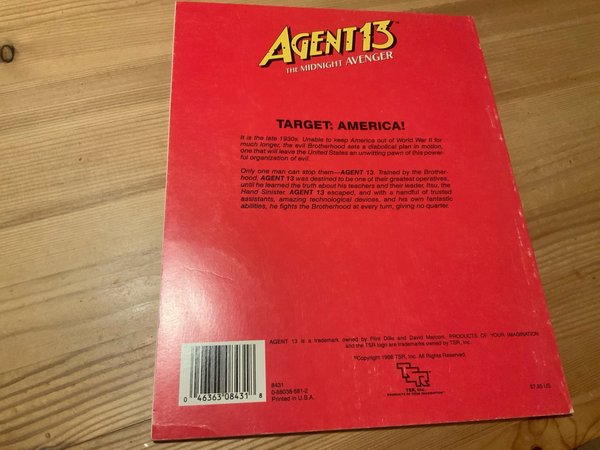 AGENT 13™
THE MIDNIGHT AVENGER
TARGET: AMERICA!
It is the late 1930s. Unable to keep America out of World War II for
much longer, the evil Brotherhood sets a diabolical plan in motion,
one that will leave the United States an unwitting pawn of this power-
ful organization of evil.
Only one man can stop them—AGENT 13. Trained by the Brother-
hood, AGENT 13 was destined to be one of their greatest operatives,
until he learned the truth about his teachers and their leader, Itsu, the
Hand Sinister. AGENT 13 escaped, and with a handful of trusted
assistants, amazing technological devices, and his own fantastic
abilities, he fights the Brotherhood at every turn, giving no quarter.
AGENT 13 is a trademark owned by Flint Dille and David Marconi. PRODUCTS OF YOUR IMAGINATION
and the TSR logo are trademarks owned by TSR, Inc.
©Copyright 1988 TSR, Inc. All Rights Reserved.
8431
0-88038-581-2
Printed in U.S.A.
0 46363 08431 8
TSR
TSR, Inc.
PRODUCTS OF YOUR IMAGINATION™
$7.95 US